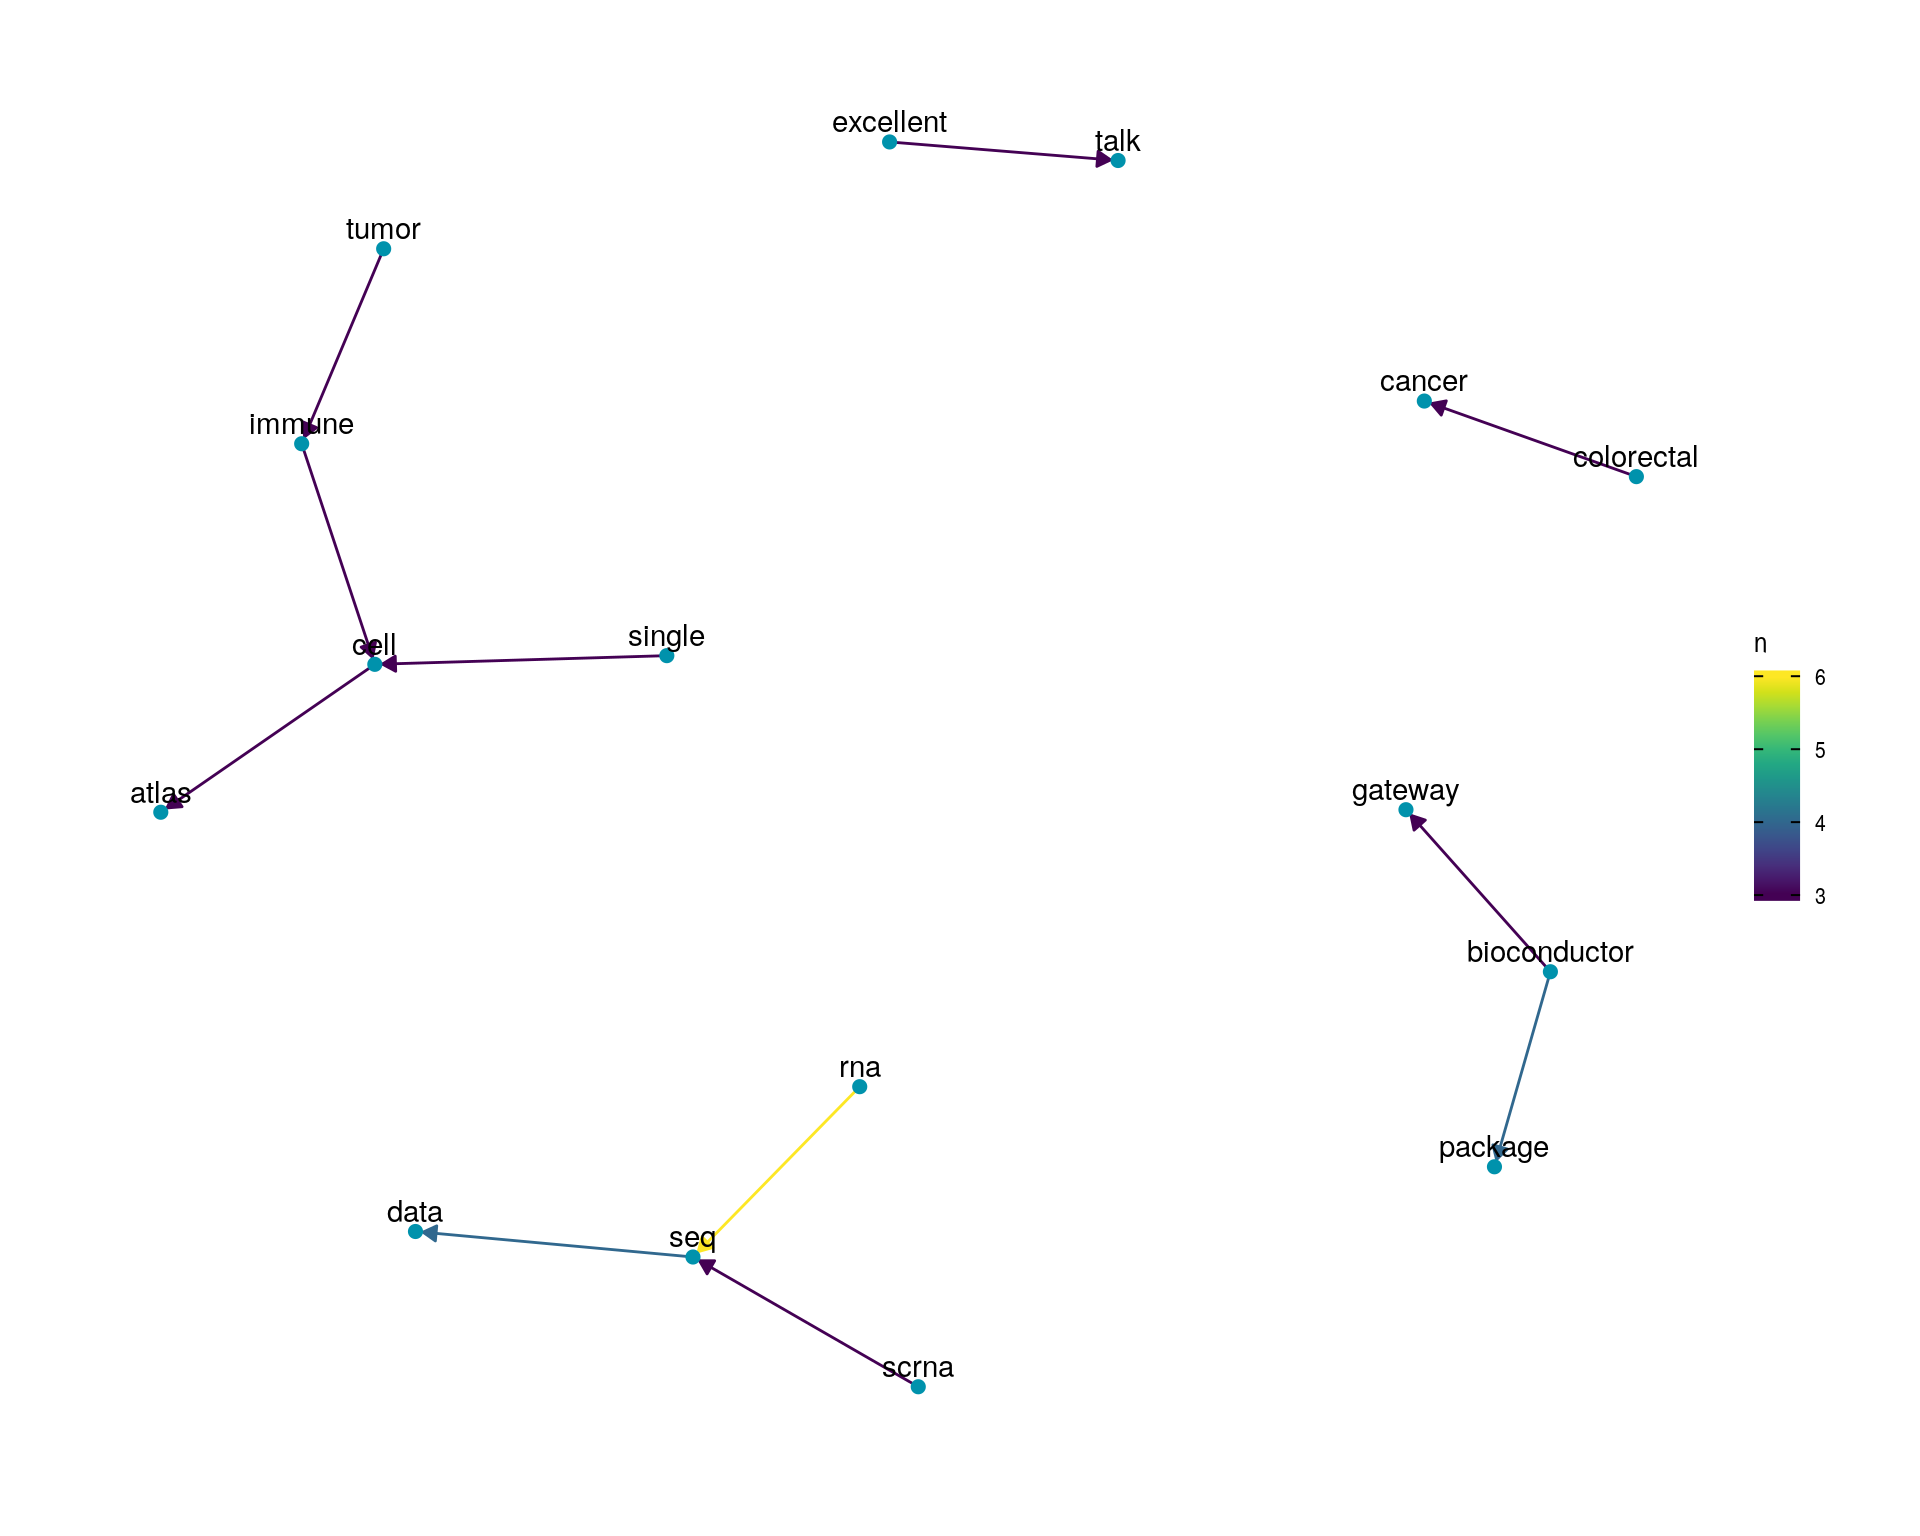 excellent
talk
tumor
cancer
immune
colorectal
cell
single
n
6
5
4
3
atlas
gateway
bioconductor
rna
package
data
seq
scrna